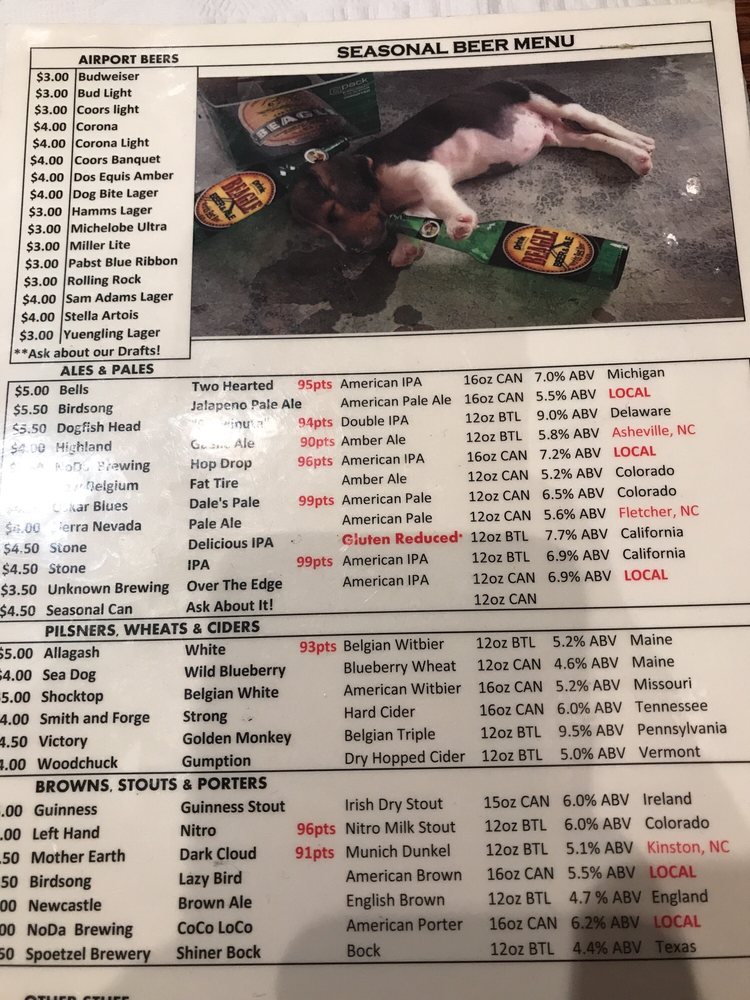 SEASONAL BEER MENU
AIRPORT BEERS
$3.00 Budweiser
$3.00 Bud Light
$3.00 Coors light
$4.00 Corona
$4.00 Corona Light
$4.00 Coors Banquet
$4.00 Dos Equis Amber
$4.00 Dog Bite Lager
$3.00 Hamms Lager
$3.00 Michelobe Ultra
$3.00 Miller Lite
$3.00 Pabst Blue Ribbon
$3.00 Rolling Rock
$4.00 Sam Adams Lager
$4.00 Stella Artois
$3.00 Yuengling Lager
**Ask about our Drafts!
pack
BEAGLE
Drink
BEAGLE
BEER & ALE
Drink
BEAGLE
BEER & ALE
ALES & PALES
$5.00 Bells Two Hearted 95pts American IPA 16oz CAN 7.0% ABV Michigan
$5.50 Birdsong Jalapeno Pale Ale American Pale Ale 16oz CAN 5.5% ABV LOCAL
$5.50 Dogfish Head 94pts Double IPA 12oz BTL 9.0% ABV Delaware
$4.00 Highland Ale 90pts Amber Ale 12oz BTL 5.8% ABV Asheville, NC
NoDa Brewing Hop Drop 96pts American IPA 16oz CAN 7.2% ABV LOCAL
Belgium Fat Tire Amber Ale 12oz CAN 5.2% ABV Colorado
Blues Dale's Pale 99pts American Pale 12oz CAN 6.5% ABV Colorado
$4.00 Nevada Pale Ale American Pale 12oz CAN 5.6% ABV Fletcher, NC
$4.50 Stone Delicious IPA Gluten Reduced* 12oz BTL 7.7% ABV California
$4.50 Stone IPA 99pts American IPA 12oz BTL 6.9% ABV California
$3.50 Unknown Brewing Over The Edge American IPA 12oz CAN 6.9% ABV LOCAL
$4.50 Seasonal Can Ask About It! 12oz CAN
PILSNERS, WHEATS & CIDERS
$5.00 Allagash White 93pts Belgian Witbier 12oz BTL 5.2% ABV Maine
$4.00 Sea Dog Wild Blueberry Blueberry Wheat 12oz CAN 4.6% ABV Maine
5.00 Shocktop Belgian White American Witbier 16oz CAN 5.2% ABV Missouri
4.00 Smith and Forge Strong Hard Cider 16oz CAN 6.0% ABV Tennessee
4.50 Victory Golden Monkey Belgian Triple 12oz BTL 9.5% ABV Pennsylvania
4.00 Woodchuck Gumption Dry Hopped Cider 12oz BTL 5.0% ABV Vermont
BROWNS, STOUTS & PORTERS
.00 Guinness Guinness Stout Irish Dry Stout 15oz CAN 6.0% ABV Ireland
.00 Left Hand Nitro 96pts Nitro Milk Stout 12oz BTL 6.0% ABV Colorado
.50 Mother Earth Dark Cloud 91pts Munich Dunkel 12oz BTL 5.1% ABV Kinston, NC
50 Birdsong Lazy Bird American Brown 16oz CAN 5.5% ABV LOCAL
00 Newcastle Brown Ale English Brown 12oz BTL 4.7 % ABV England
00 NoDa Brewing CoCo LoCo American Porter 16oz CAN 6.2% ABV LOCAL
50 Spoetzel Brewery Shiner Bock Bock 12oz BTL 4.4% ABV Texas
OTHER STUFF